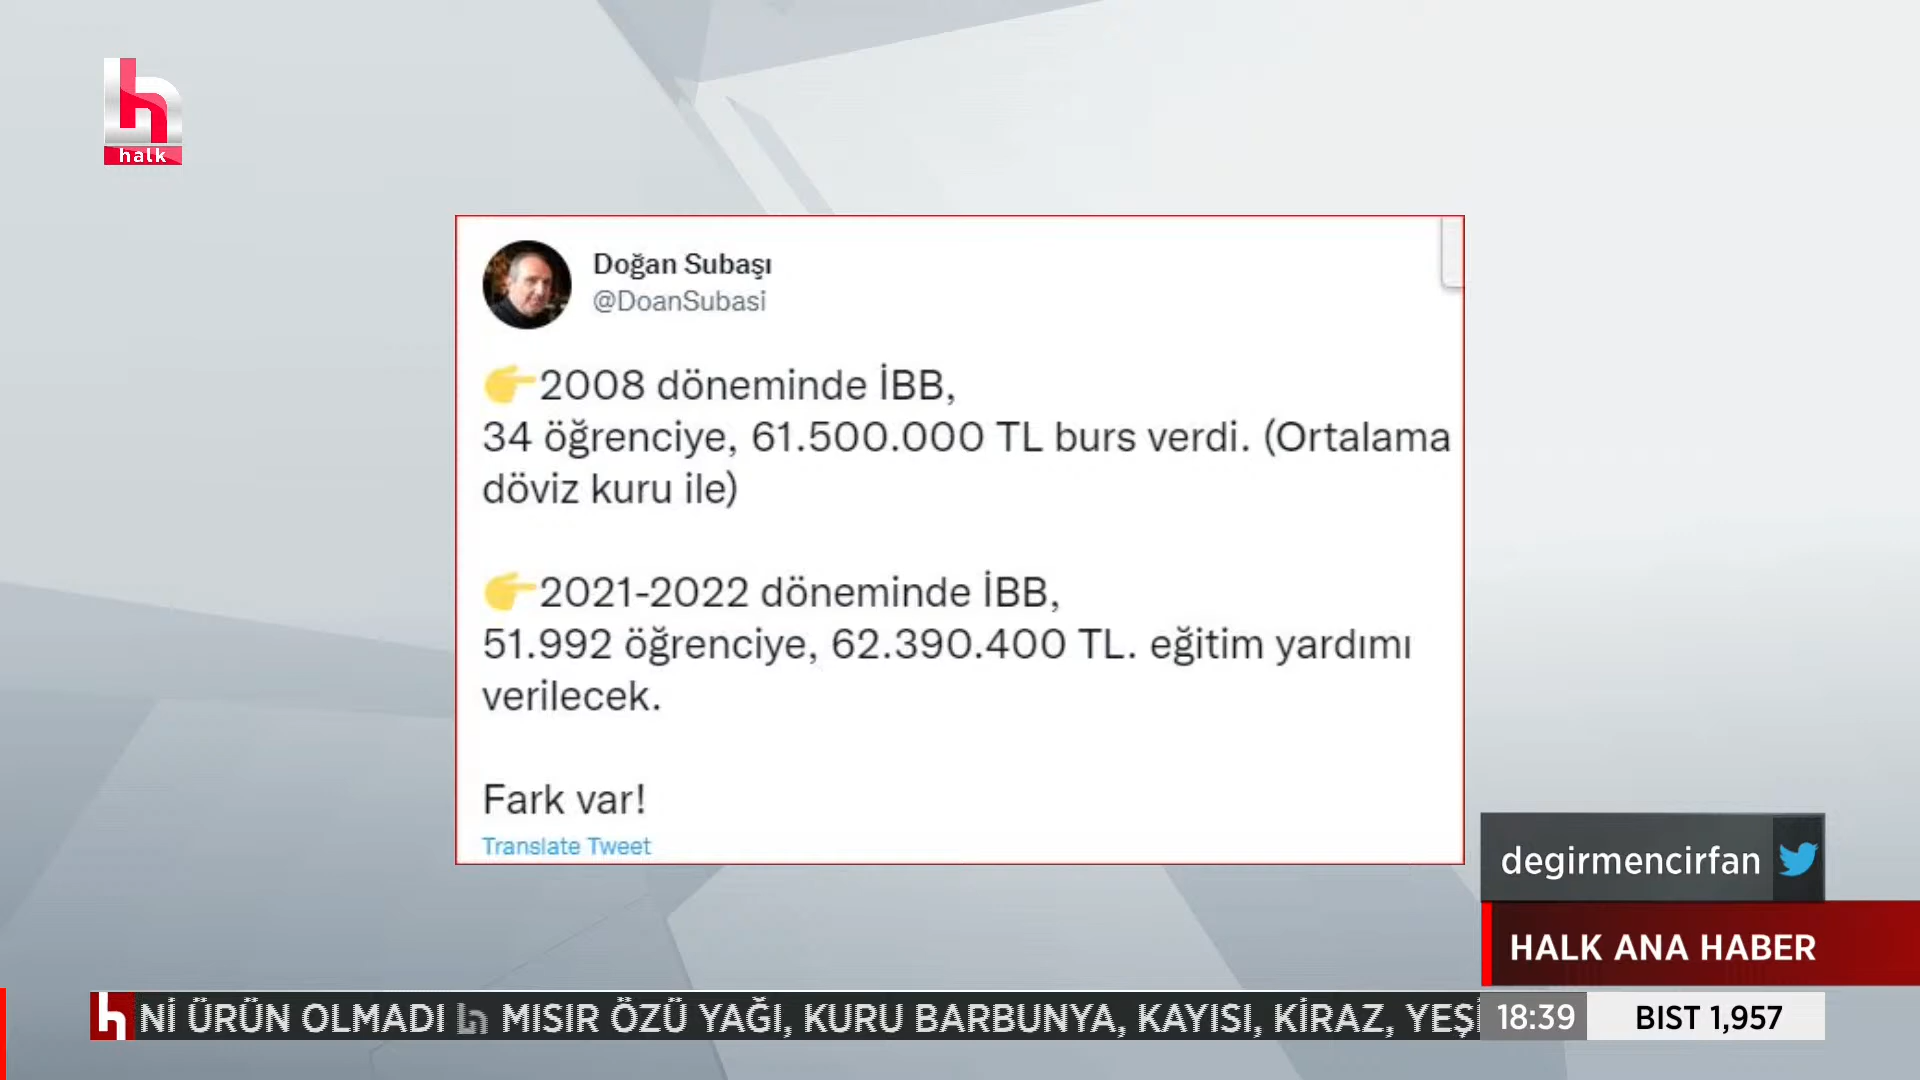 halk
Doğan Subaşı
@DoanSubasi
👉2008 döneminde İBB,
34 öğrenciye, 61.500.000 TL burs verdi. (Ortalama
döviz kuru ile)
👉2021-2022 döneminde İBB,
51.992 öğrenciye, 62.390.400 TL. eğitim yardımı
verilecek.
Fark var!
Translate Tweet
degirmencirfan
HALK ANA HABER
Nİ ÜRÜN OLMADI h MISIR ÖZÜ YAĞI, KURU BARBUNYA, KAYISI, KİRAZ, YEŞİ
18:39
BIST 1,957